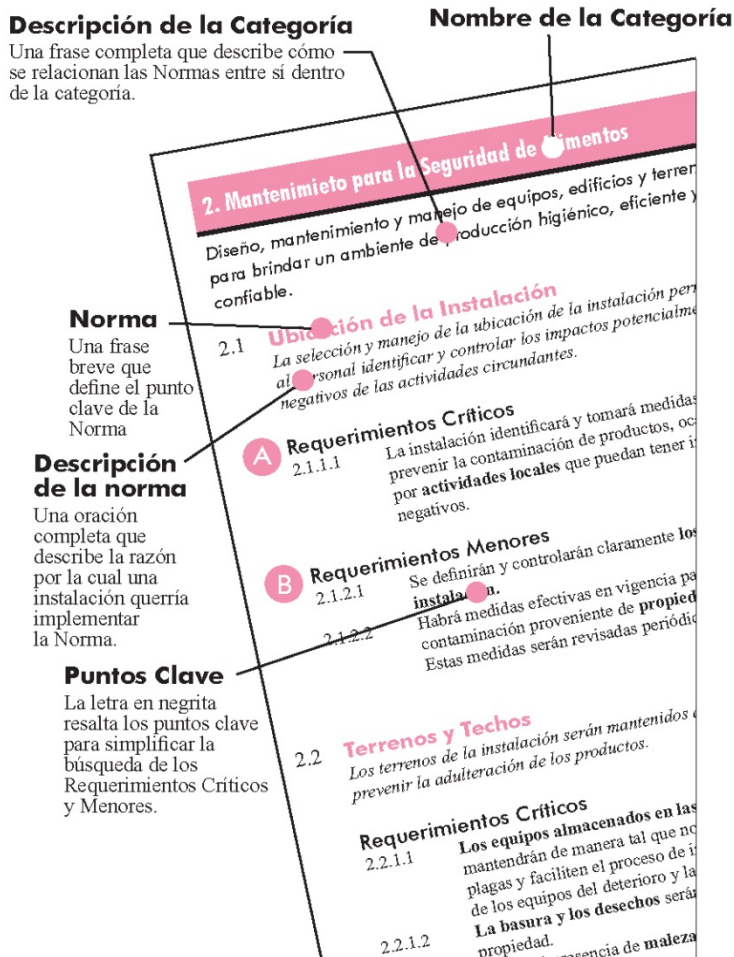 Descripción de la Categoría
Una frase completa que describe cómo
se relacionan las Normas entre sí dentro
de la categoría.
Nombre de la Categoría
2. Mantenimieto para la Seguridad de Alimentos
Diseño, mantenimiento y manejo de equipos, edificios y terrer
para brindar un ambiente de producción higiénico, eficiente y
confiable.
Norma
Una frase
breve que
define el punto
clave de la
Norma
2.1 Ubicación de la Instalación
La selección y manejo de la ubicación de la instalación per
al personal identificar y controlar los impactos potencialme
negativos de las actividades circundantes.
Descripción
de la norma
Una oración
completa que
describe la razón
por la cual una
instalación querría
implementar
la Norma.
A Requerimientos Críticos
2.1.1.1 La instalación identificará y tomará medidas
prevenir la contaminación de productos, oc
por actividades locales que puedan tener i
negativos.
B Requerimientos Menores
2.1.2.1 Se definirán y controlarán claramente los
instalación.
2.1.2.2 Habrá medidas efectivas en vigencia pa
contaminación proveniente de propied
Estas medidas serán revisadas periódic
Puntos Clave
La letra en negrita
resalta los puntos clave
para simplificar la
búsqueda de los
Requerimientos Críticos
y Menores.
2.2 Terrenos y Techos
Los terrenos de la instalación serán mantenidos
prevenir la adulteración de los productos.
Requerimientos Críticos
2.2.1.1 Los equipos almacenados en las
mantendrán de manera tal que no
plagas y faciliten el proceso de i
de los equipos del deterioro y la
2.2.1.2 La basura y los desechos será
propiedad.
presencia de maleza